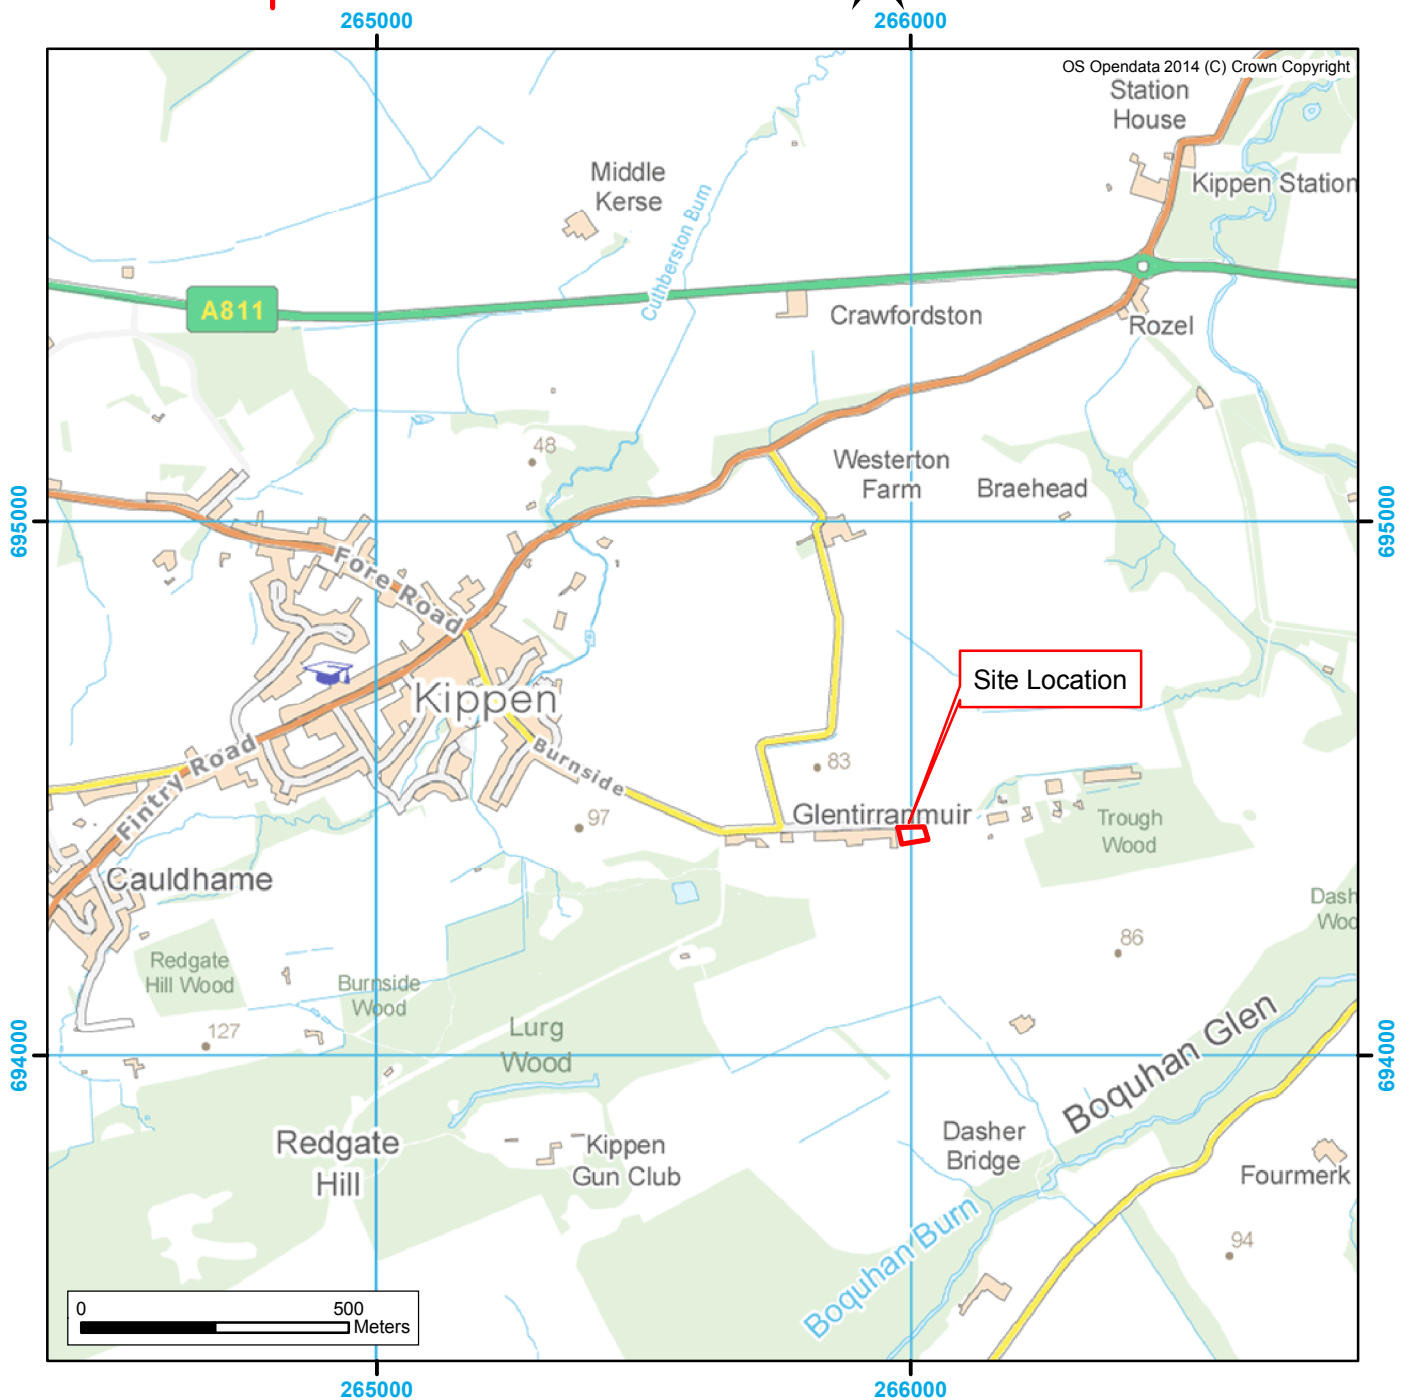 265000
266000
OS Opendata 2014 (C) Crown Copyright
Station
House
Kippen Station
Middle
Kerse
Cuthberston Burn
A811
Crawfordston
Rozel
48
Westerton
Farm
Braehead
695000
695000
Fore Road
Site Location
Kippen
Fintry Road
Burnside
83
97
Glentirranmuir
Trough
Wood
Cauldhame
Dash
Woo
86
Redgate
Hill Wood
Burnside
Wood
127
Lurg
Wood
694000
694000
Boquhan Glen
Redgate
Hill
Kippen
Gun Club
Dasher
Bridge
Fourmerk
Boquhan Burn
94
0
500
Meters
265000
266000